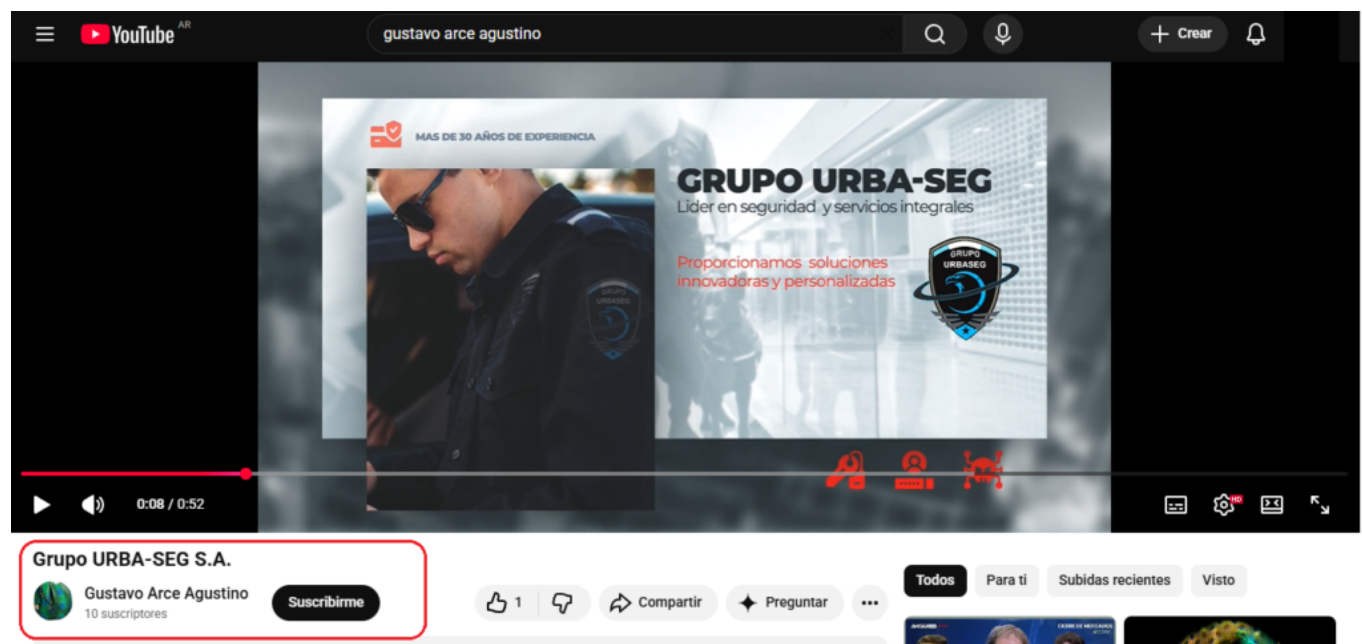 YouTube AR
gustavo arce agustino
Crear
MAS DE 30 AÑOS DE EXPERIENCIA
GRUPO URBA-SEG
Lider en seguridad y servicios integrales
Proporcionamos soluciones
innovadoras y personalizadas
GRUPO
URBASEG
GRUPO
URBASEG
0:08 / 0:52
HD
Grupo URBA-SEG S.A.
Gustavo Arce Agustino
10 suscriptores
Suscribirme
1
Compartir
Preguntar
Todos
Para ti
Subidas recientes
Visto